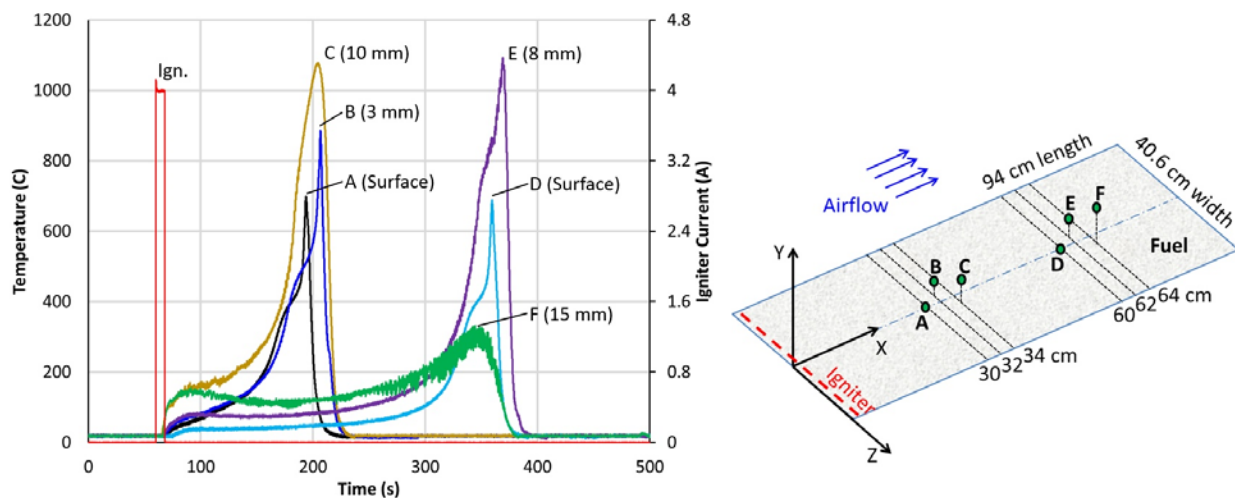 1200
1000
800
600
400
200
0
Temperature (C)
0 100 200 300 400 500
Time (s)
4.8
4
3.2
2.4
1.6
0.8
0
Igniter Current (A)
Ign.
C (10 mm)
B (3 mm)
A (Surface)
E (8 mm)
D (Surface)
F (15 mm)
Airflow
94 cm length
40.6 cm width
Y
X
Z
A
B
C
D
E
F
Fuel
Igniter
30 32 34 cm
60 62 64 cm